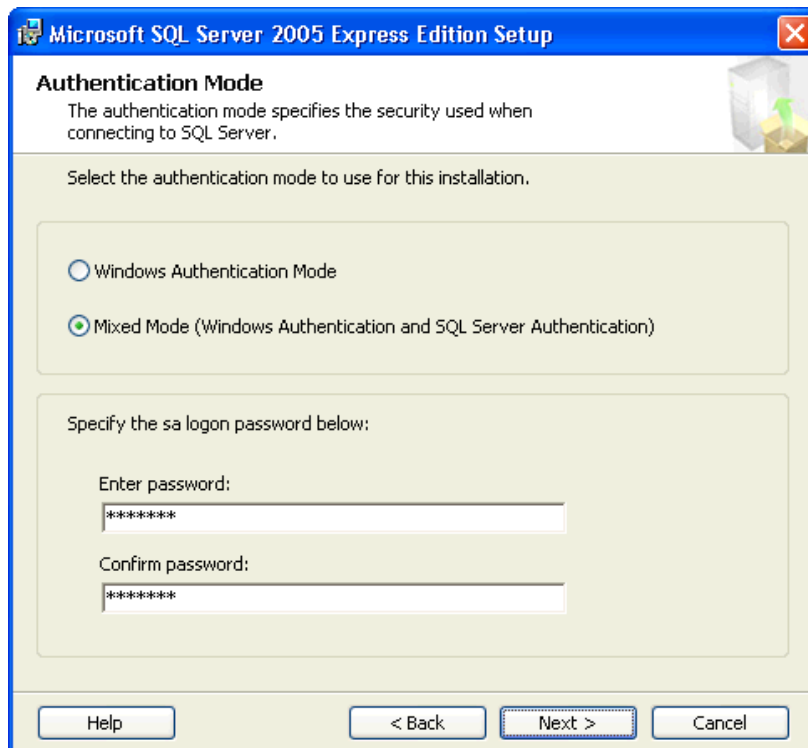 Microsoft SQL Server 2005 Express Edition Setup
Authentication Mode
The authentication mode specifies the security used when
connecting to SQL Server.
Select the authentication mode to use for this installation.
Windows Authentication Mode
Mixed Mode (Windows Authentication and SQL Server Authentication)
Specify the sa logon password below:
Enter password:
*******
Confirm password:
*******
Help
< Back
Next >
Cancel